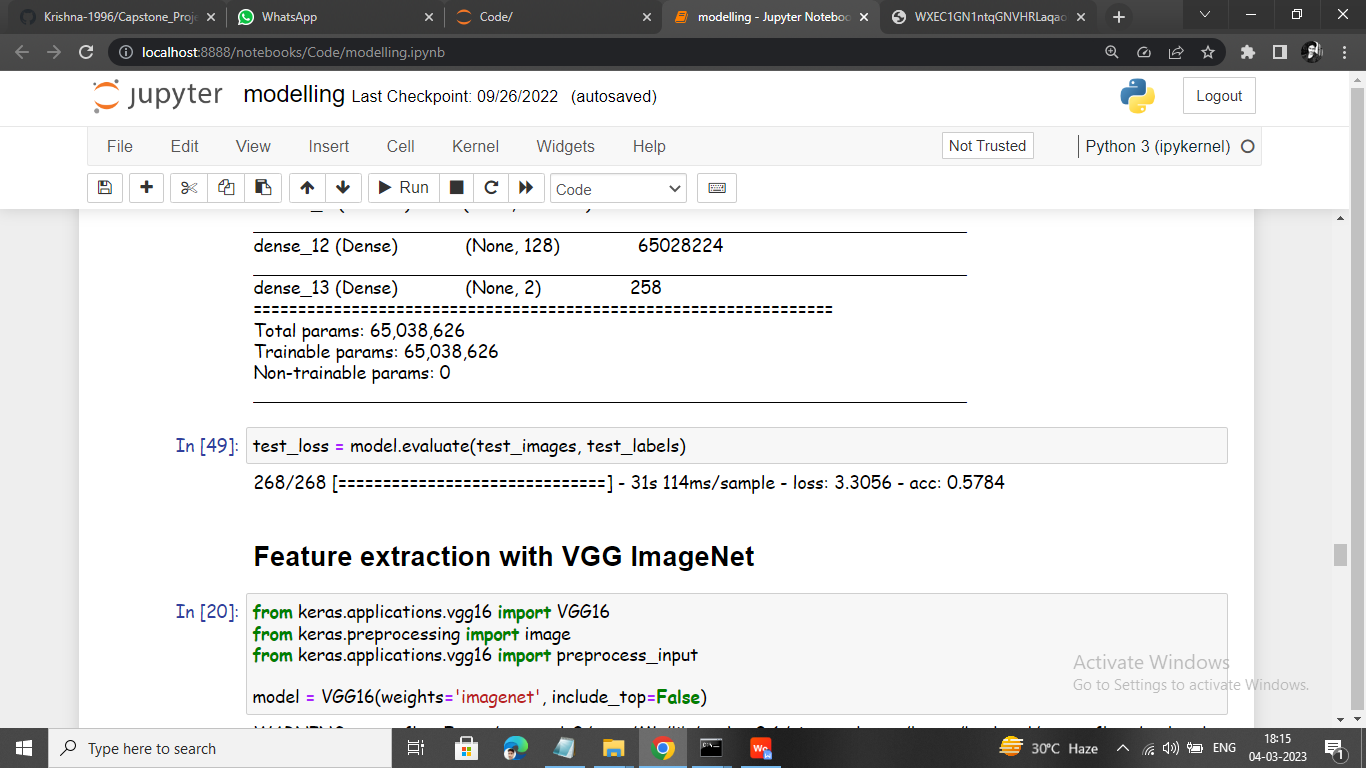 Krishna-1996/Capstone_Proje
WhatsApp
Code/
modelling - Jupyter Noteboo
WXEC1GN1ntqGNVHRLaqao
localhost:8888/notebooks/Code/modelling.ipynb
jupyter modelling Last Checkpoint: 09/26/2022 (autosaved)
Logout
File Edit View Insert Cell Kernel Widgets Help
Not Trusted
Python 3 (ipykernel)
Run
Code
dense_12 (Dense) (None, 128) 65028224
dense_13 (Dense) (None, 2) 258
=================================================================
Total params: 65,038,626
Trainable params: 65,038,626
Non-trainable params: 0
In [49]: test_loss = model.evaluate(test_images, test_labels)
268/268 [==============================] - 31s 114ms/sample - loss: 3.3056 - acc: 0.5784
Feature extraction with VGG ImageNet
In [20]: from keras.applications.vgg16 import VGG16
from keras.preprocessing import image
from keras.applications.vgg16 import preprocess_input
model = VGG16(weights='imagenet', include_top=False)
Activate Windows
Go to Settings to activate Windows.
Type here to search
30°C Haze
ENG
18:15
04-03-2023
1